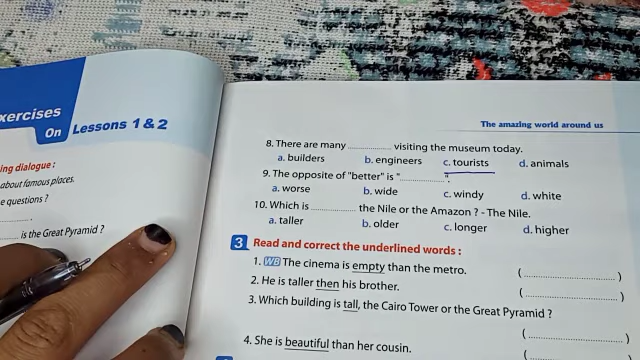 xercises
On Lessons 1 & 2
ing dialogue :
about famous places.
e questions ?
is the Great Pyramid ?
The amazing world around us
8. There are many .............. visiting the museum today.
a. builders b. engineers c. tourists d. animals
9. The opposite of "better" is "..............".
a. worse b. wide c. windy d. white
10. Which is .............. the Nile or the Amazon ? - The Nile.
a. taller b. older c. longer d. higher
3 Read and correct the underlined words :
1. WB The cinema is empty than the metro. (..............)
2. He is taller then his brother. (..............)
3. Which building is tall, the Cairo Tower or the Great Pyramid ?
(..............)
4. She is beautiful than her cousin. (..............)